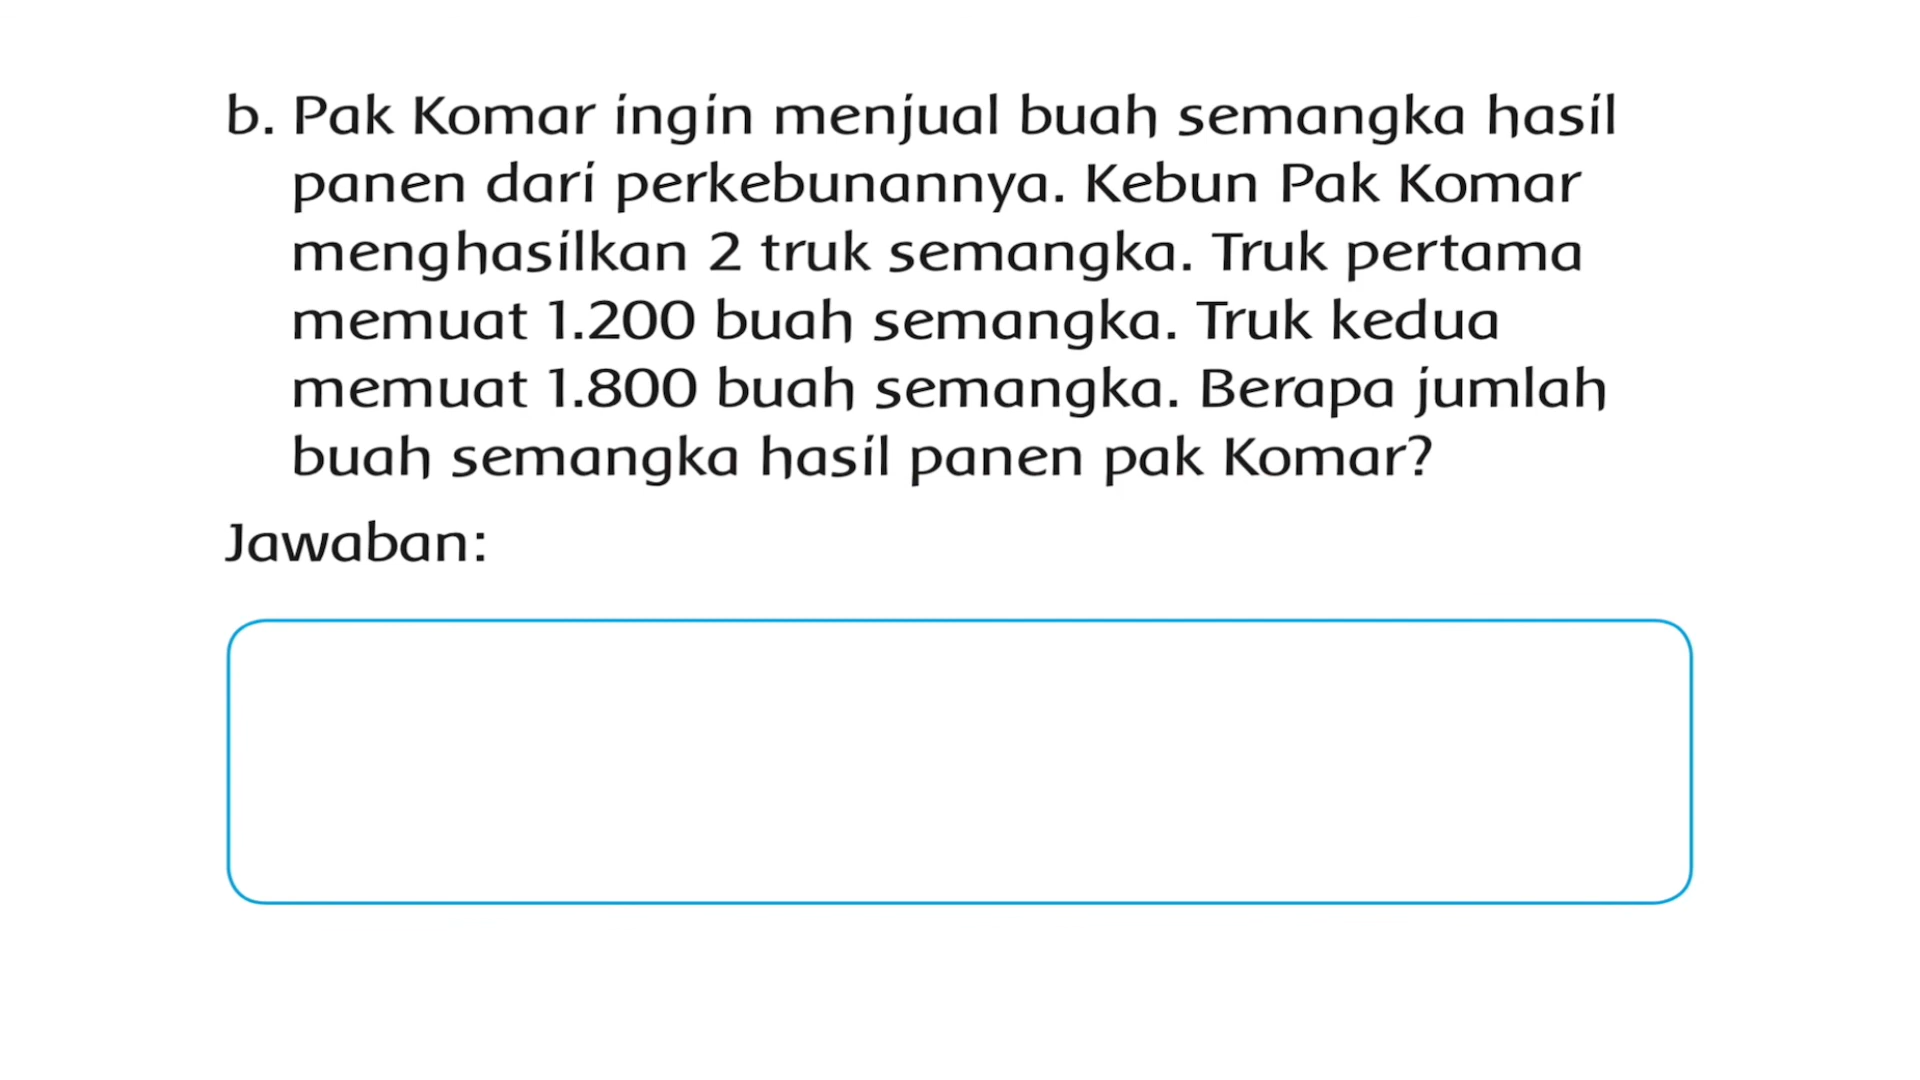 b. Pak Komar ingin menjual buah semangka hasil
panen dari perkebunannya. Kebun Pak Komar
menghasilkan 2 truk semangka. Truk pertama
memuat 1.200 buah semangka. Truk kedua
memuat 1.800 buah semangka. Berapa jumlah
buah semangka hasil panen pak Komar?
Jawaban: